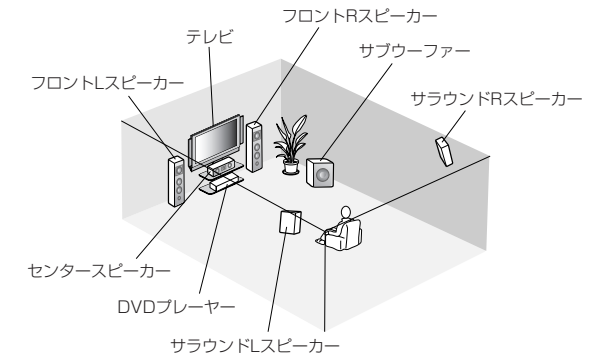 フロントRスピーカー
テレビ
サブウーファー
フロントLスピーカー
サラウンドRスピーカー
センタースピーカー
DVDプレーヤー
サラウンドLスピーカー